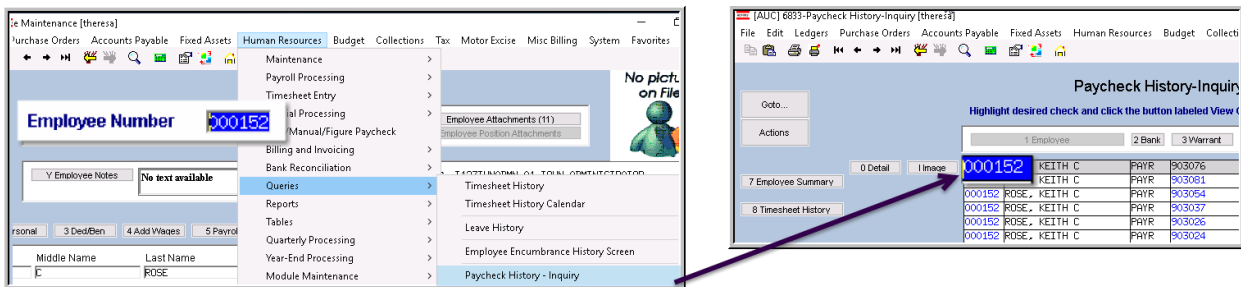 e Maintenance [theresa]
Purchase Orders Accounts Payable Fixed Assets Human Resources Budget Collections Tax Motor Excise Misc Billing System Favorites
Maintenance
Payroll Processing
Timesheet Entry
al Processing
/Manual/Figure Paycheck
Billing and Invoicing
Bank Reconciliation
Queries
Reports
Tables
Quarterly Processing
Year-End Processing
Module Maintenance
Timesheet History
Timesheet History Calendar
Leave History
Employee Encumbrance History Screen
Paycheck History - Inquiry
No pictu
on File
Employee Number 000152
Employee Attachments (11)
Employee Position Attachments
Y Employee Notes No text available
rsonal 3 Ded/Ben 4 Add Wages 5 Payrol
Middle Name Last Name
C ROSE
[AUC] 6833-Paycheck History-Inquiry [theresa]
File Edit Ledgers Purchase Orders Accounts Payable Fixed Assets Human Resources Budget Collecti
Paycheck History-Inquiry
Goto...
Highlight desired check and click the button labeled View
Actions
1 Employee 2 Bank 3 Warrant
0 Detail I Image
7 Employee Summary
8 Timesheet History
000152 KEITH C PAYR 903076
KEITH C PAYR 903081
000152 ROSE, KEITH C PAYR 903054
000152 ROSE, KEITH C PAYR 903037
000152 ROSE, KEITH C PAYR 903026
000152 ROSE, KEITH C PAYR 903024